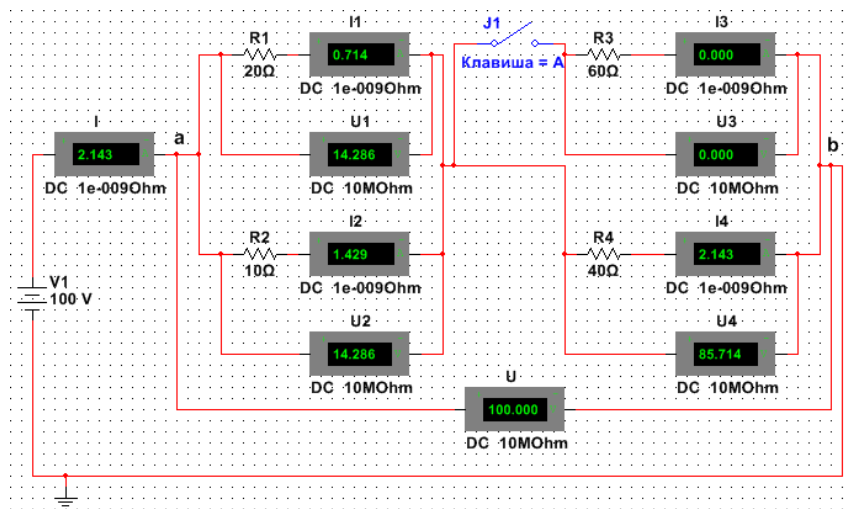 I1
J1
I3
R1
0.714
R3
0.000
20Ω
Клавиша = A
60Ω
DC 1e-009Ohm
DC 1e-009Ohm
I
a
U1
U3
b
2.143
14.286
0.000
DC 1e-009Ohm
DC 10MOhm
DC 10MOhm
I2
I4
R2
1.429
R4
2.143
10Ω
40Ω
V1
DC 1e-009Ohm
DC 1e-009Ohm
100 V
U2
U4
14.286
85.714
DC 10MOhm
U
DC 10MOhm
100.000
DC 10MOhm